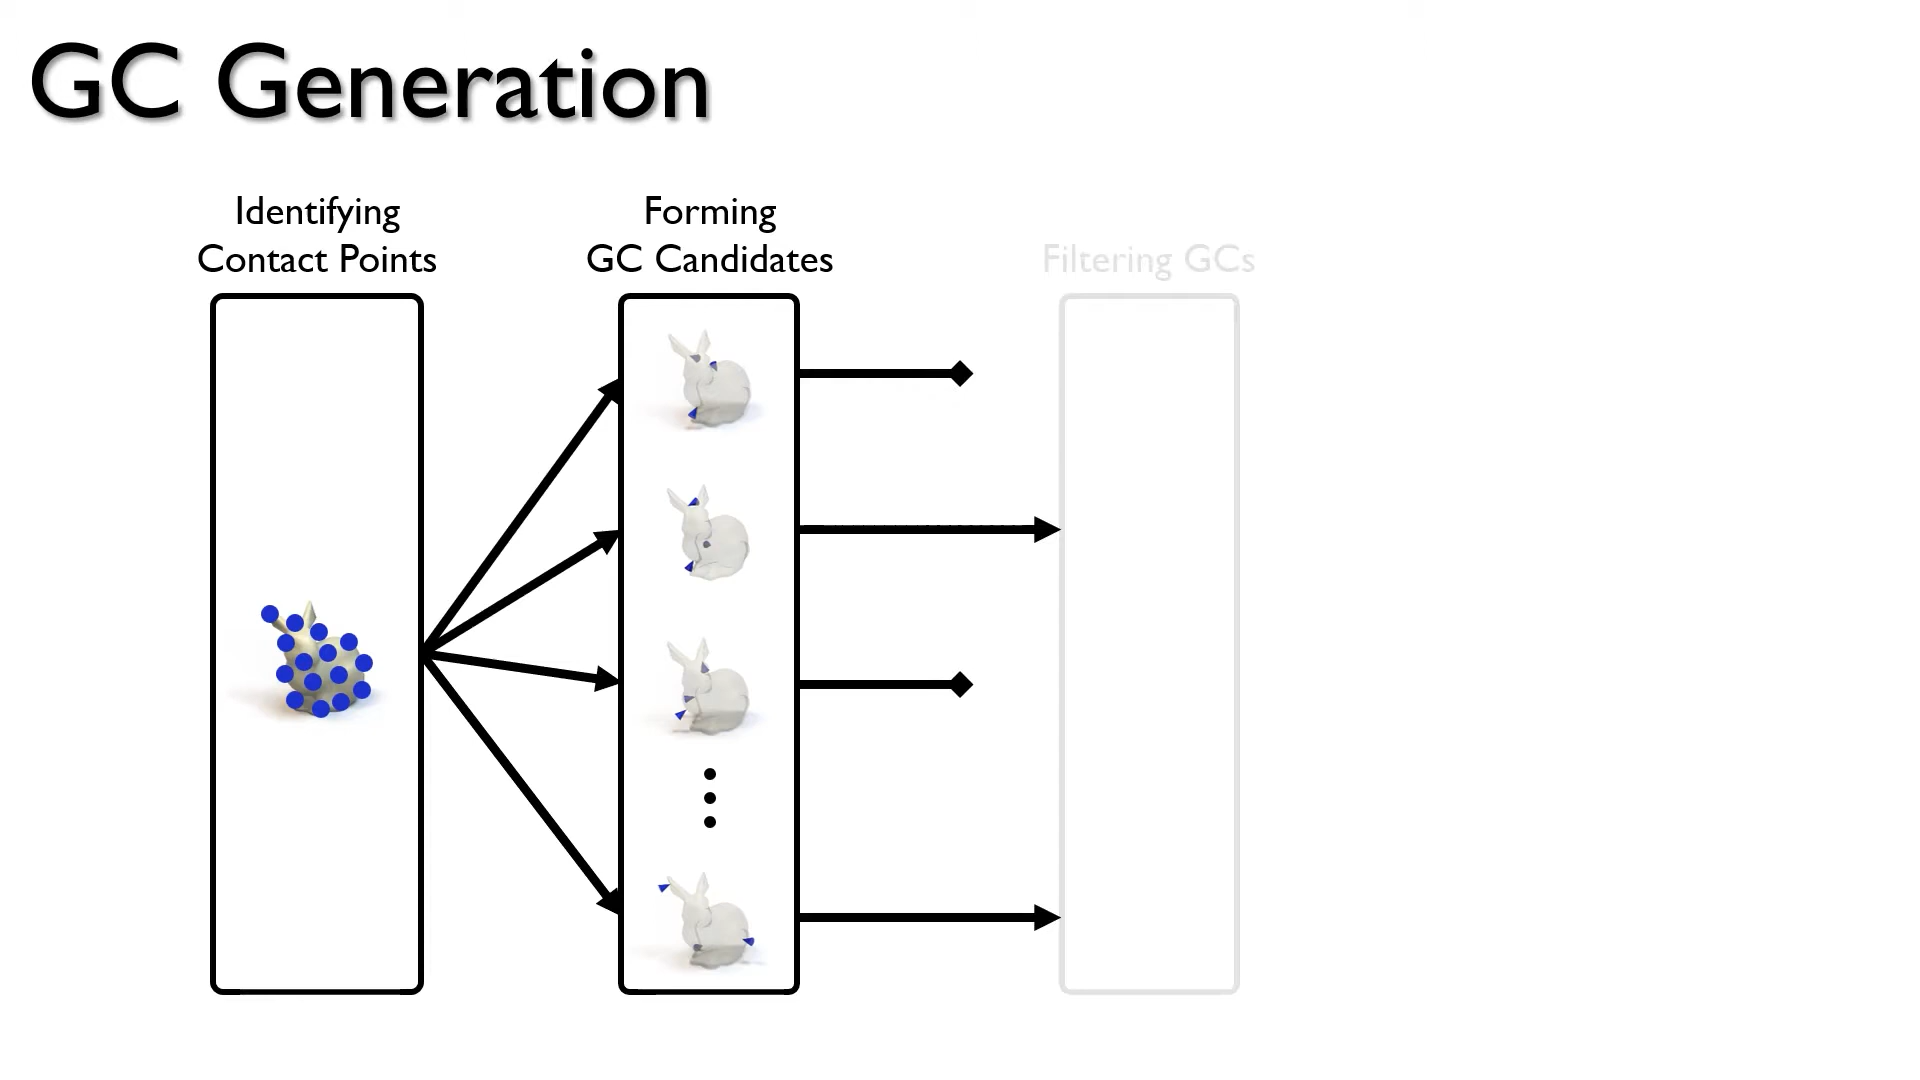 GC Generation
Identifying
Contact Points
Forming
GC Candidates
Filtering GCs